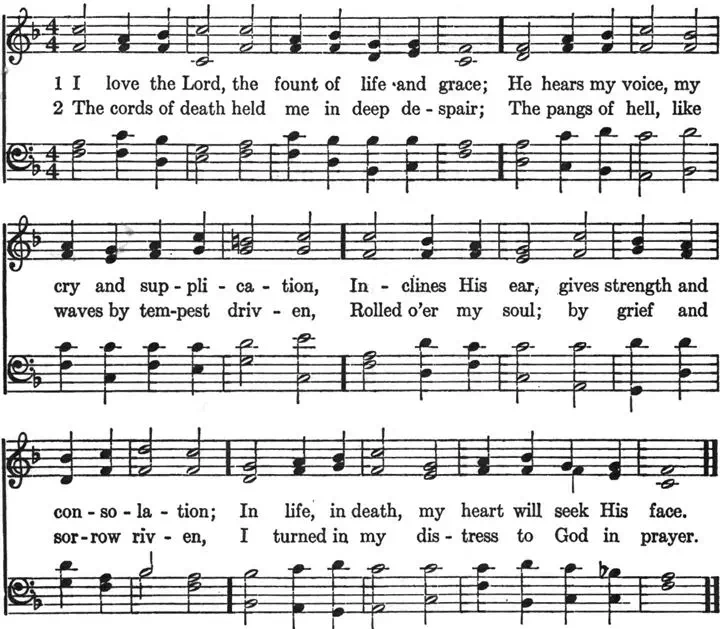 1 I love the Lord, the fount of life and grace; He hears my voice, my
2 The cords of death held me in deep de - spair; The pangs of hell, like
cry and sup - pli - ca - tion, In - clines His ear, gives strength and
waves by tem-pest driv - en, Rolled o'er my soul; by grief and
con - so - la - tion; In life, in death, my heart will seek His face.
sor - row riv - en, I turned in my dis - tress to God in prayer.